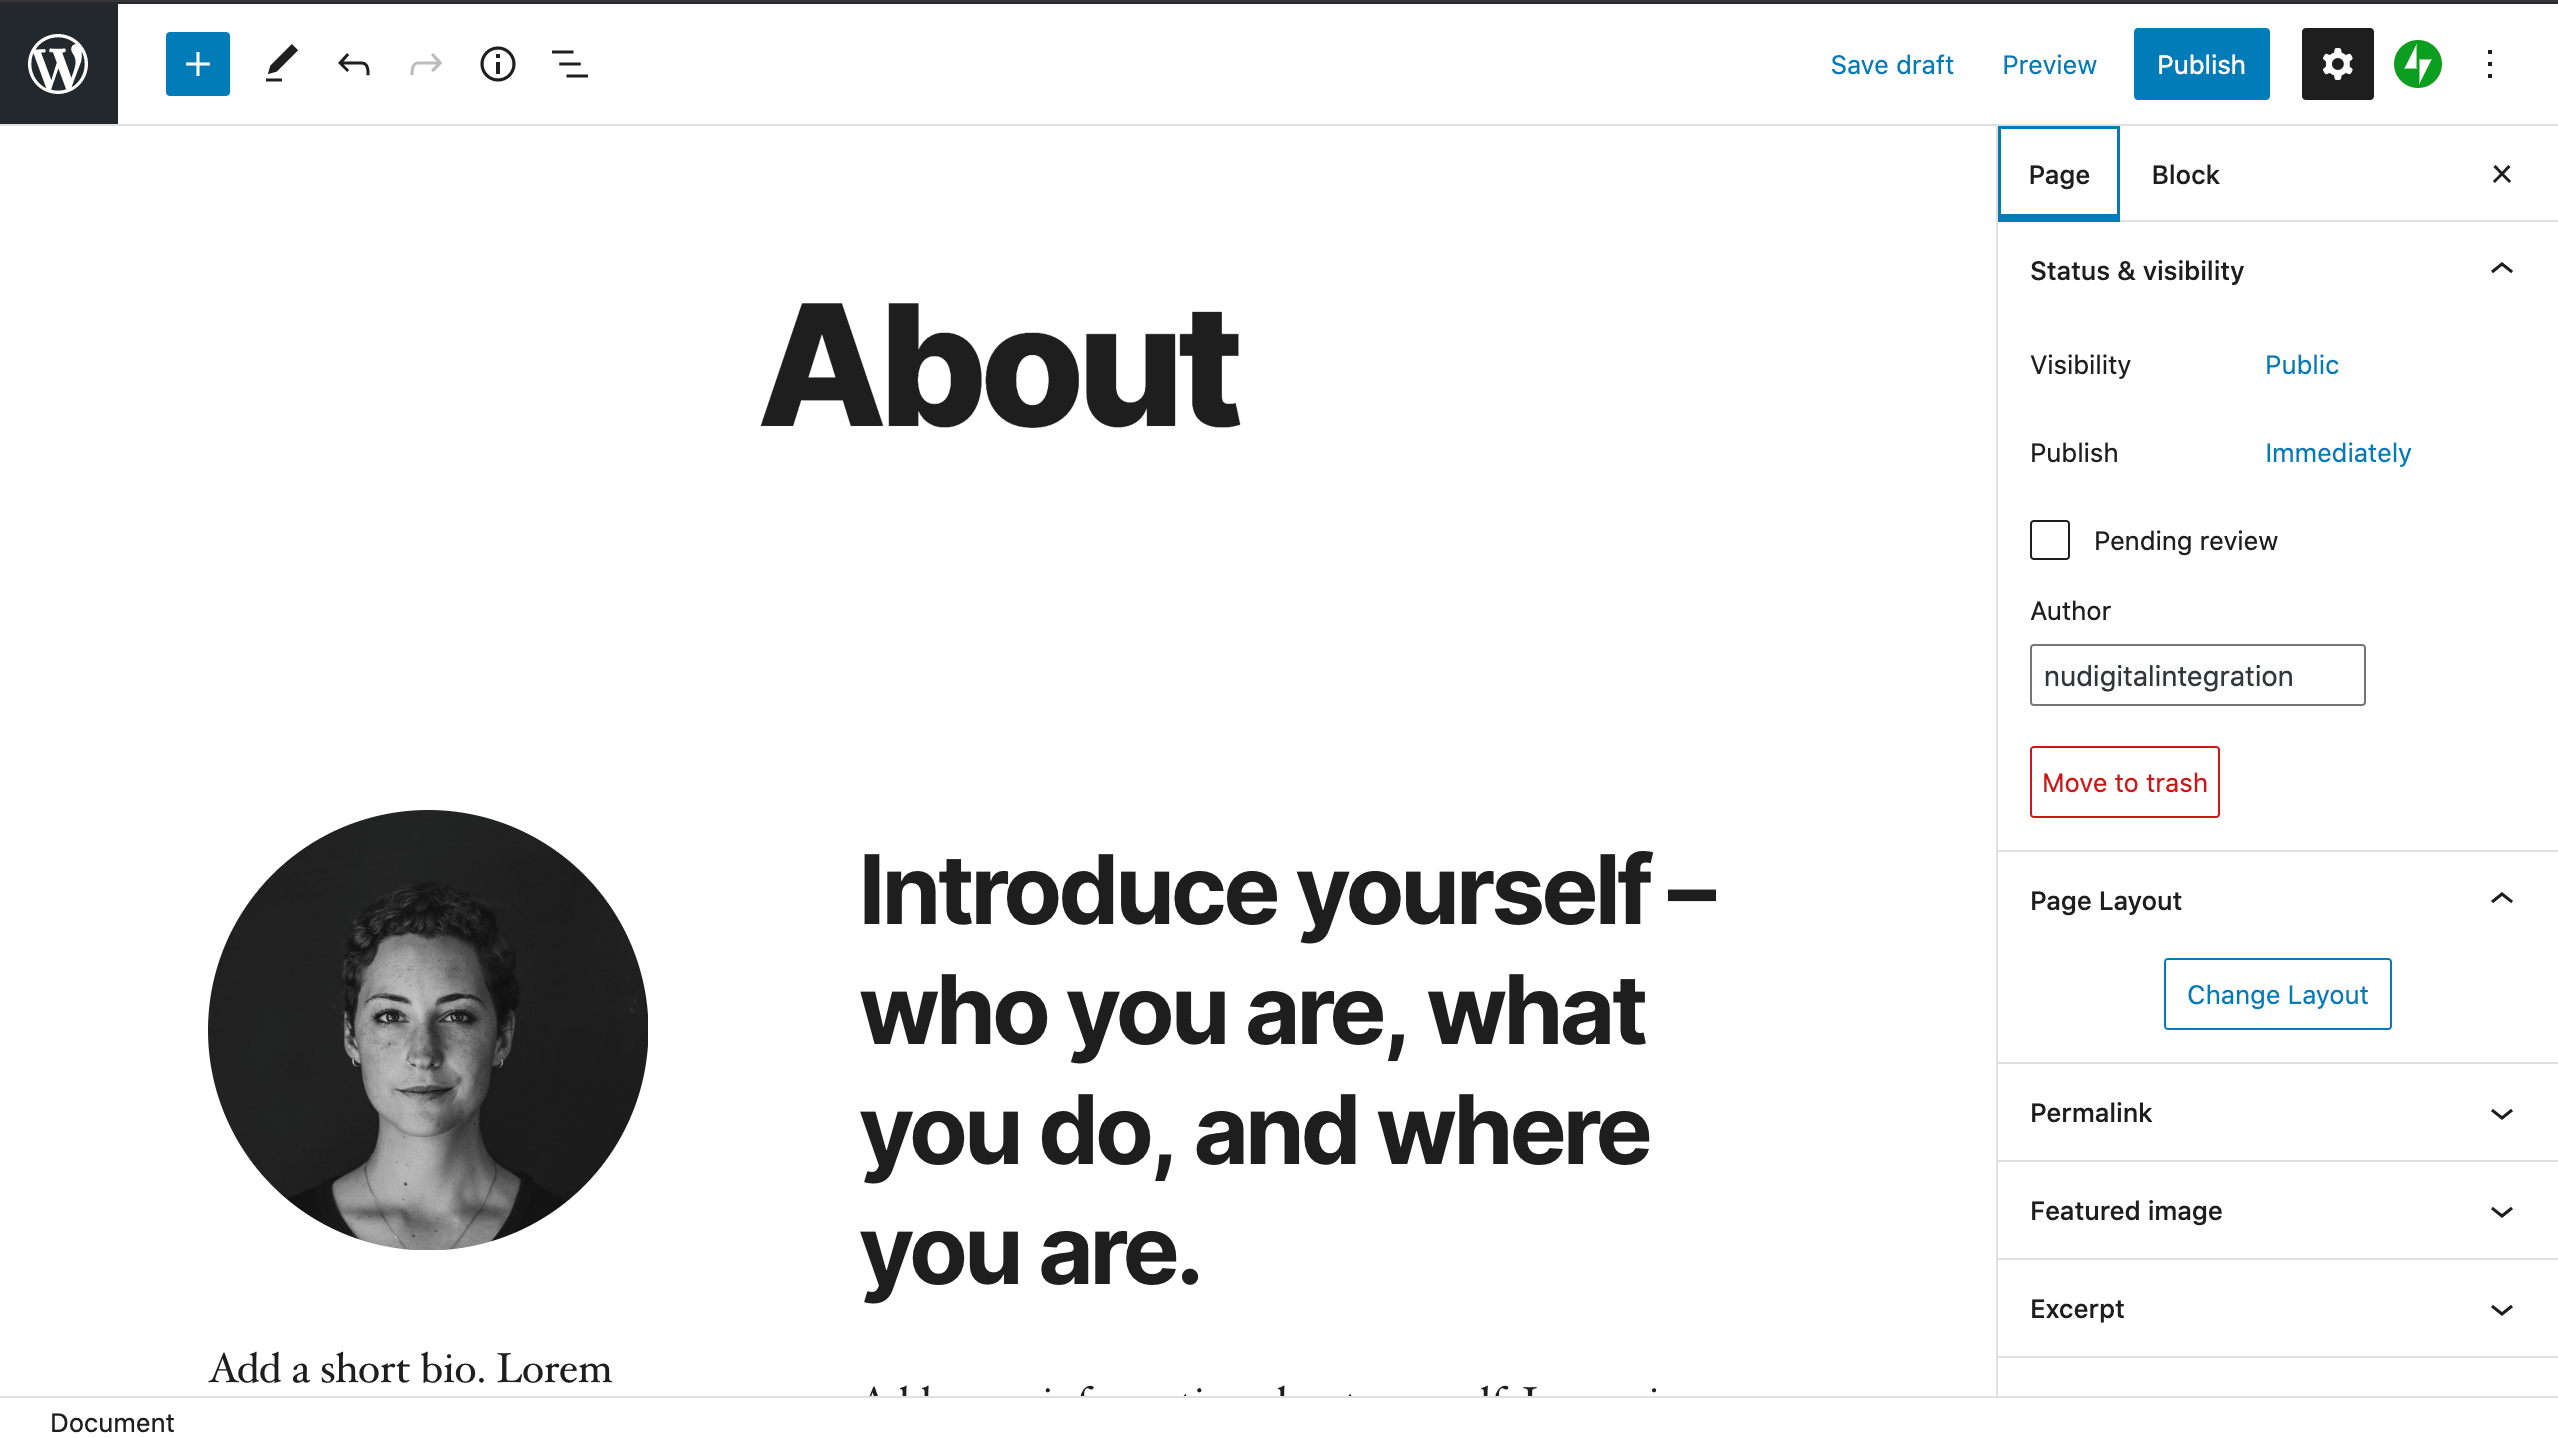 Save draft
Preview
Publish
Page
Block
Status & visibility
Visibility
Public
Publish
Immediately
Pending review
Author
nudigitalintegration
Move to trash
Page Layout
Change Layout
Permalink
Featured image
Excerpt
About
Introduce yourself –
who you are, what
you do, and where
you are.
Add a short bio. Lorem
Document